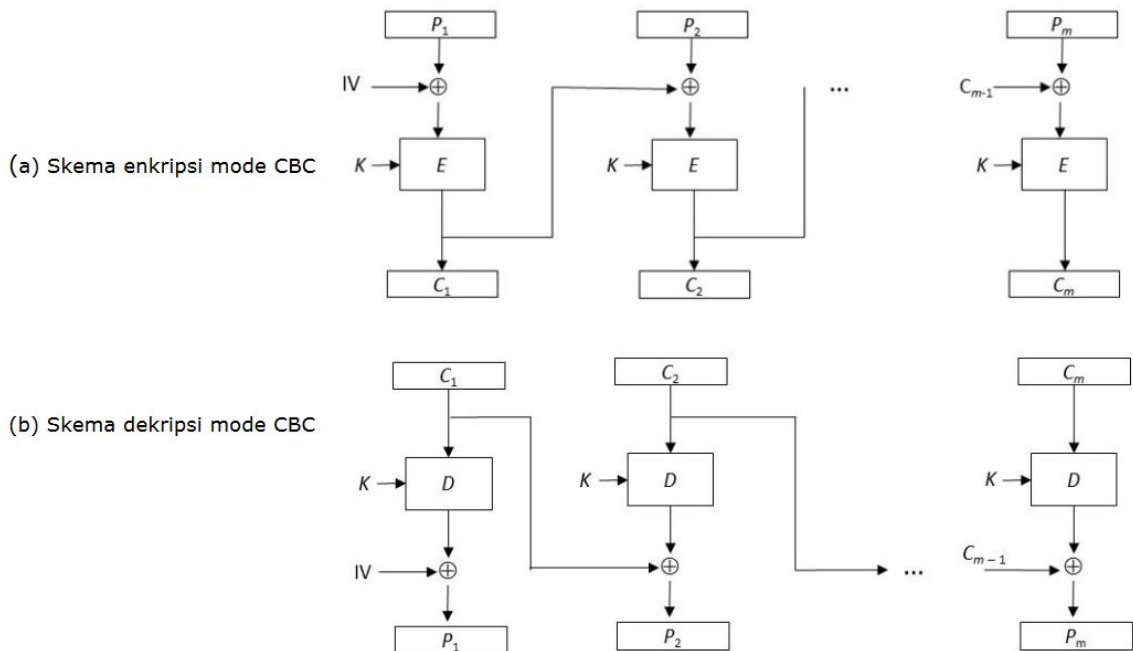 P₁ P₂ Pₘ
IV ⊕ ⊕ ... Cₘ₋₁ ⊕
(a) Skema enkripsi mode CBC
K E K E K E
C₁ C₂ Cₘ
C₁ C₂ Cₘ
(b) Skema dekripsi mode CBC
K D K D K D
IV ⊕ ⊕ ... Cₘ₋₁ ⊕
P₁ P₂ Pₘ